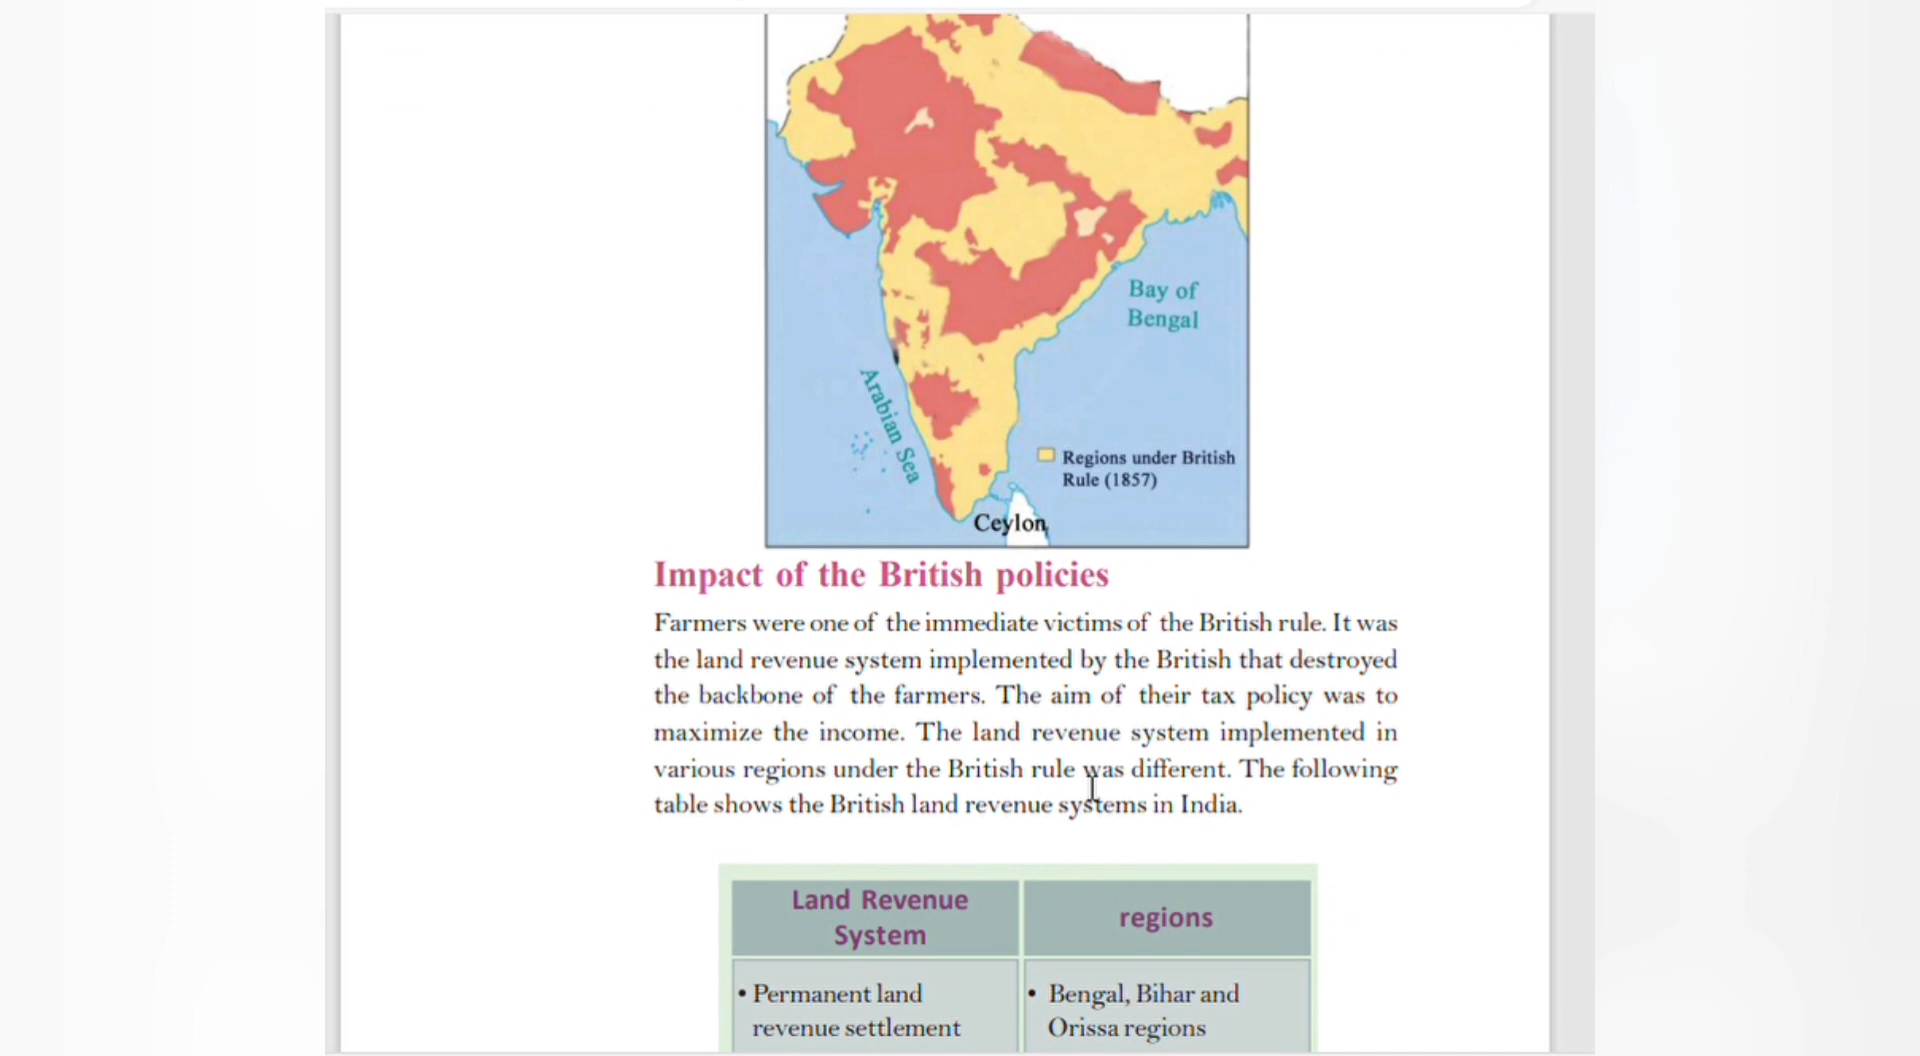 Bay of
Bengal
Arabian Sea
Regions under British
Rule (1857)
Ceylon
Impact of the British policies
Farmers were one of the immediate victims of the British rule. It was
the land revenue system implemented by the British that destroyed
the backbone of the farmers. The aim of their tax policy was to
maximize the income. The land revenue system implemented in
various regions under the British rule was different. The following
table shows the British land revenue systems in India.
Land Revenue
System
regions
• Permanent land
revenue settlement
• Bengal, Bihar and
Orissa regions